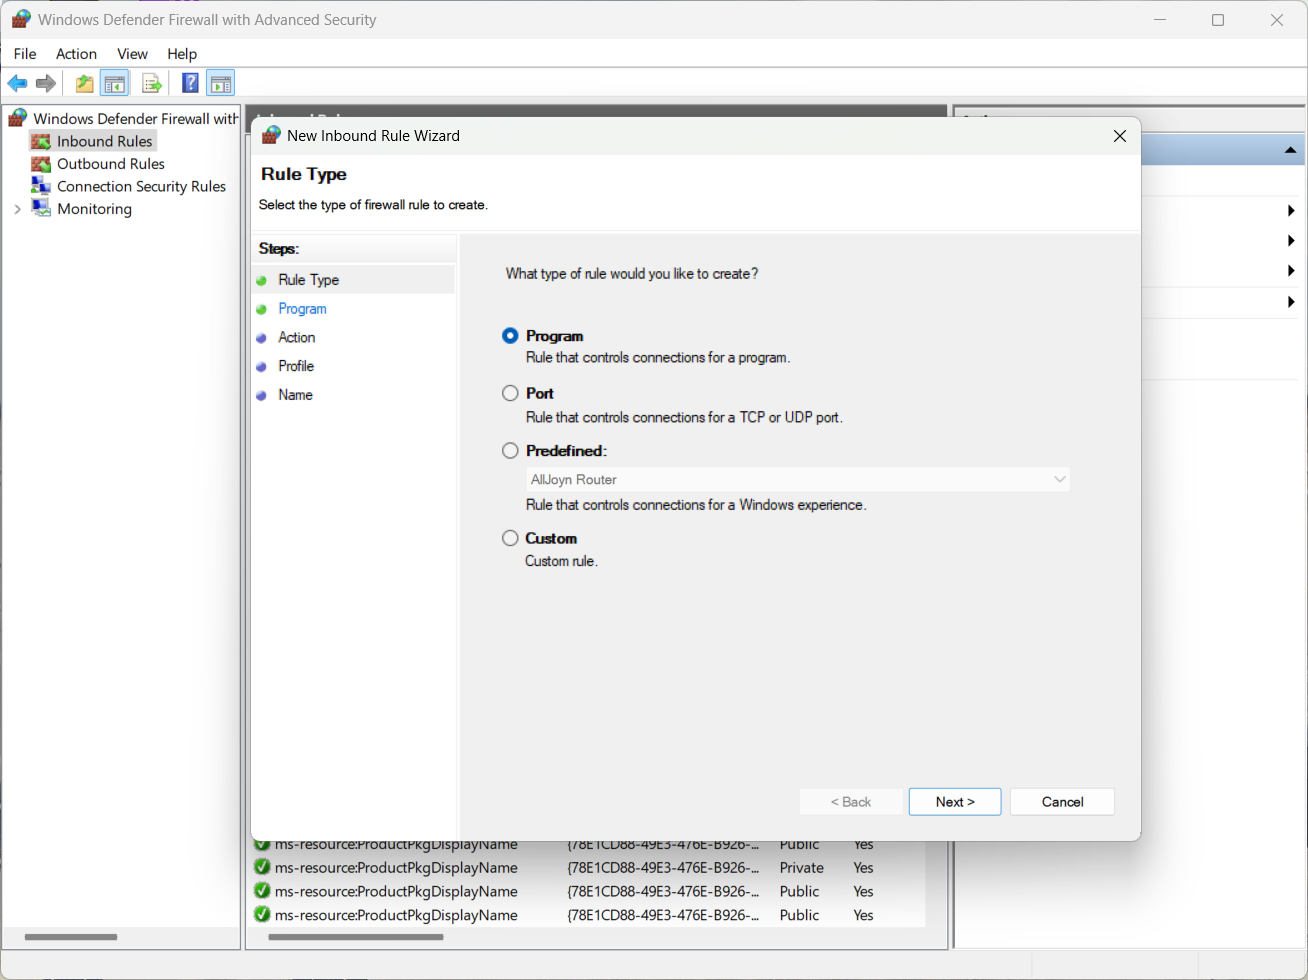 Windows Defender Firewall with Advanced Security
File Action View Help
Windows Defender Firewall with
Inbound Rules
Outbound Rules
Connection Security Rules
Monitoring
New Inbound Rule Wizard
Rule Type
Select the type of firewall rule to create.
Steps:
Rule Type
Program
Action
Profile
Name
What type of rule would you like to create?
Program
Rule that controls connections for a program.
Port
Rule that controls connections for a TCP or UDP port.
Predefined:
AllJoyn Router
Rule that controls connections for a Windows experience.
Custom
Custom rule.
< Back Next > Cancel
ms-resource:ProductPkgDisplayName {78E1CD88-49E3-476E-B926-... Public Yes
ms-resource:ProductPkgDisplayName {78E1CD88-49E3-476E-B926-... Private Yes
ms-resource:ProductPkgDisplayName {78E1CD88-49E3-476E-B926-... Public Yes
ms-resource:ProductPkgDisplayName {78E1CD88-49E3-476E-B926-... Public Yes